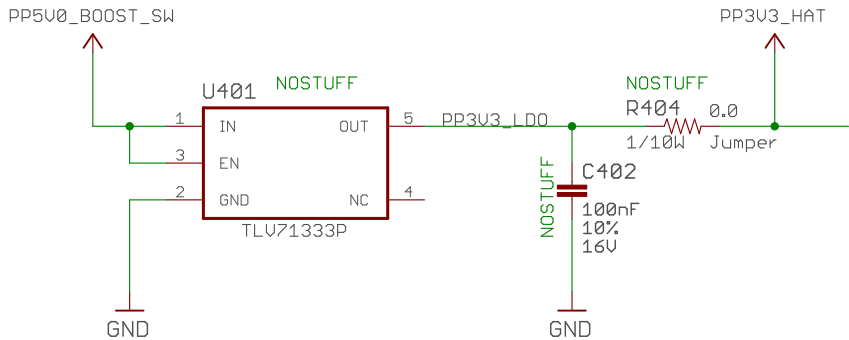 PP5V0_BOOST_SW
PP3V3_HAT
U401
NOSTUFF
NOSTUFF
R404
0.0
1
IN
OUT
5
PP3V3_LDO
1/10W
Jumper
3
EN
NOSTUFF
C402
2
GND
NC
4
100nF
10%
16V
TLV71333P
GND
GND